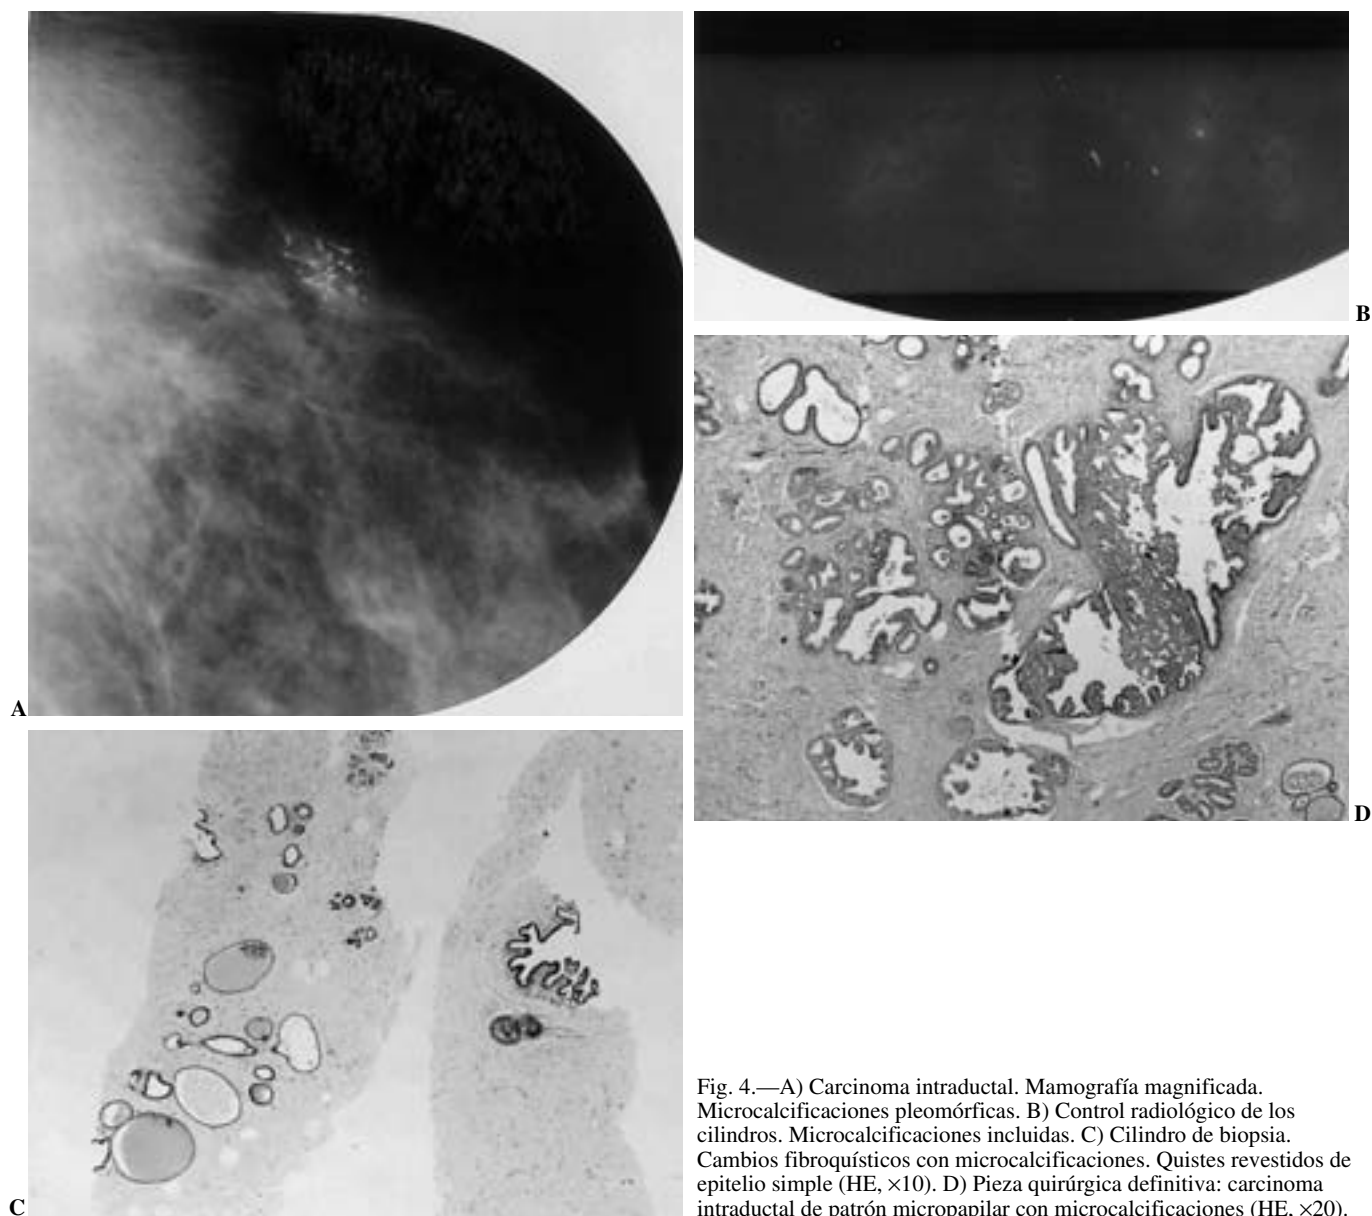 A
B
C
D
Fig. 4.—A) Carcinoma intraductal. Mamografía magnificada.
Microcalcificaciones pleomórficas. B) Control radiológico de los
cilindros. Microcalcificaciones incluidas. C) Cilindro de biopsia.
Cambios fibroquísticos con microcalcificaciones. Quistes revestidos de
epitelio simple (HE, ×10). D) Pieza quirúrgica definitiva: carcinoma
intraductal de patrón micropapilar con microcalcificaciones (HE, ×20).